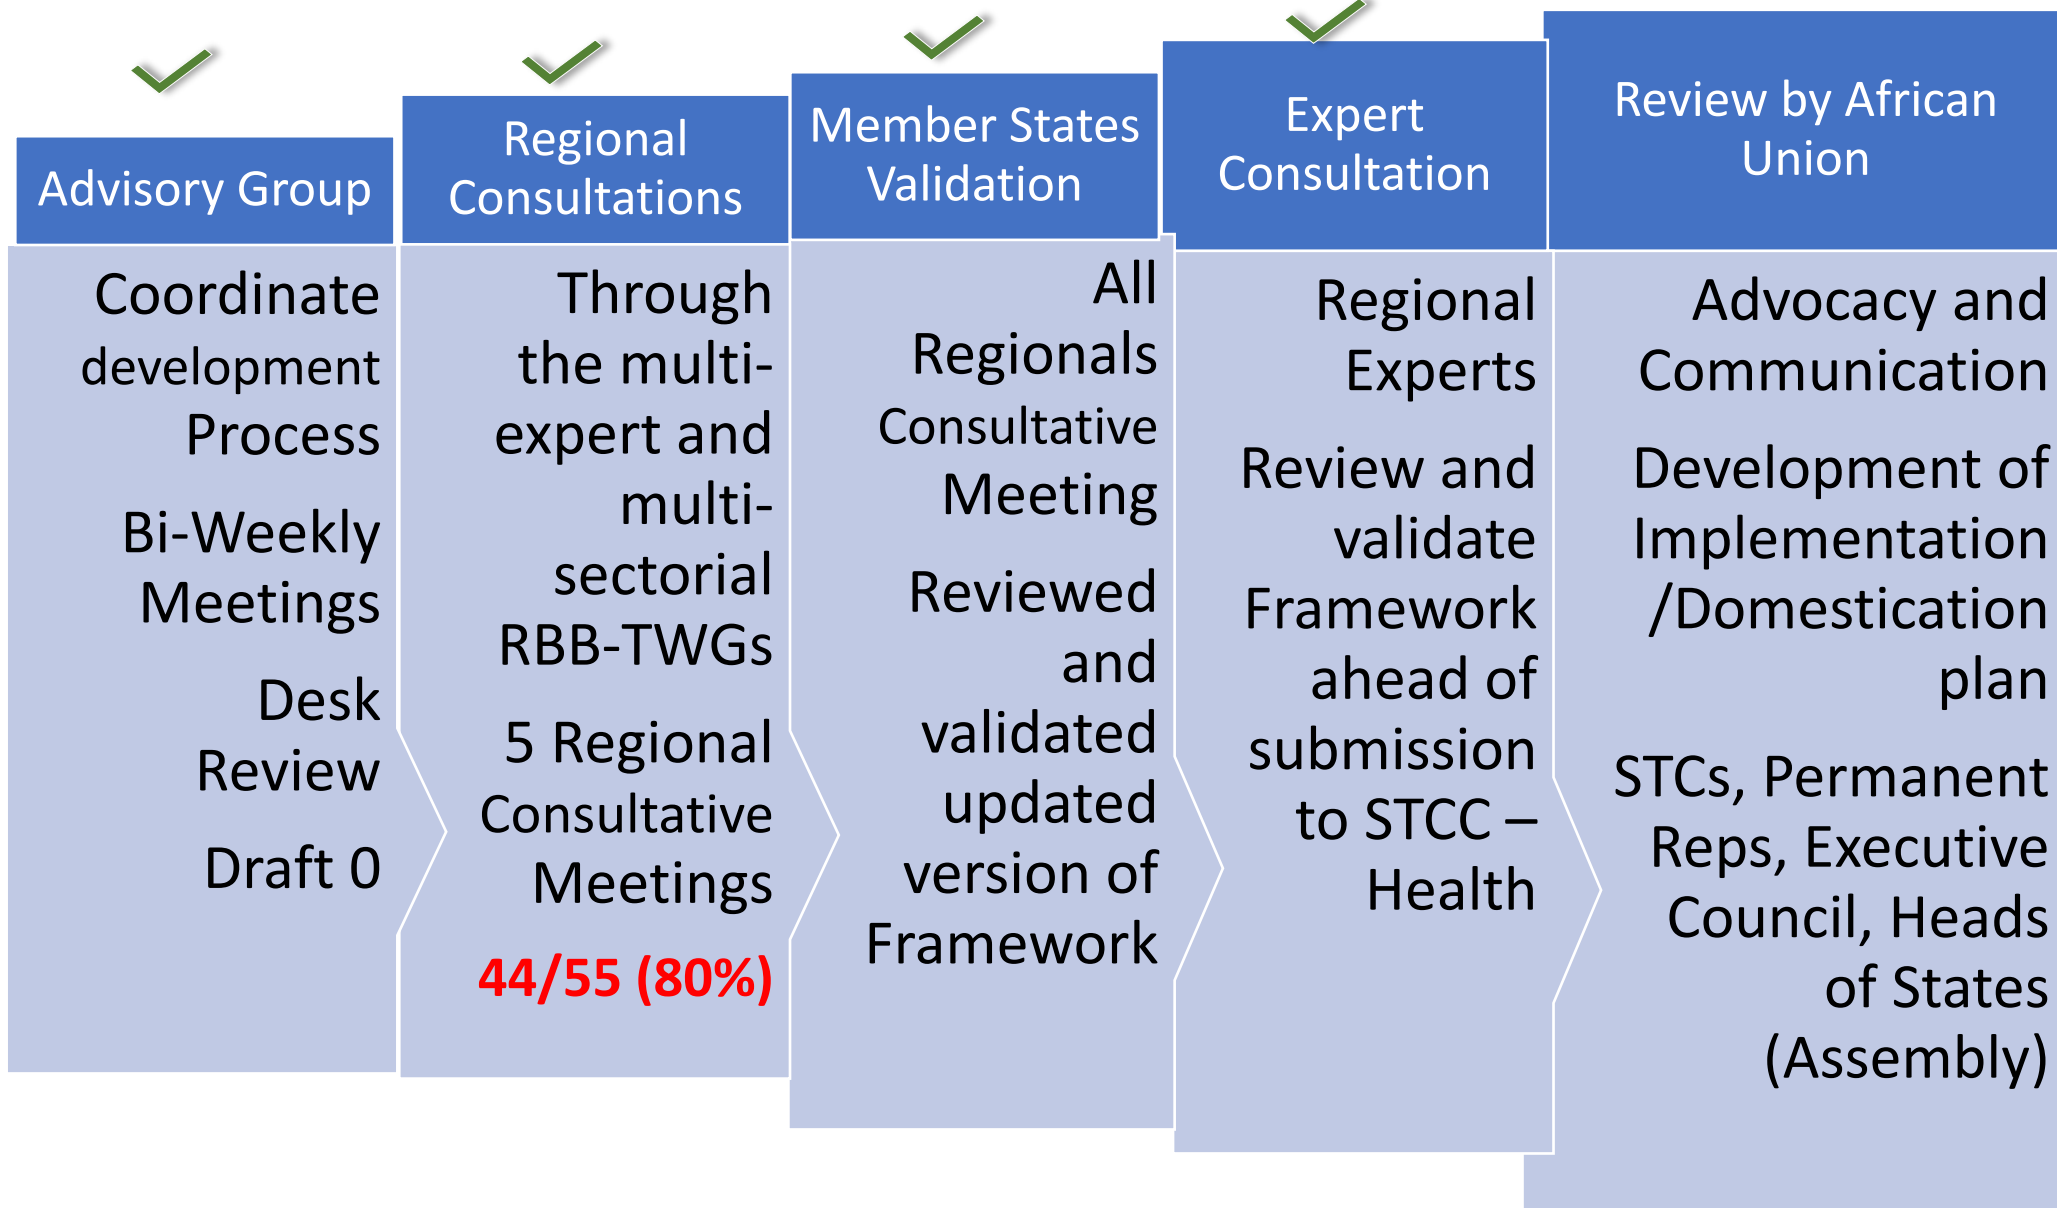 Advisory Group
Coordinate
development
Process
Bi-Weekly
Meetings
Desk
Review
Draft 0
Regional
Consultations
Through
the multi-
expert and
multi-
sectorial
RBB-TWGs
5 Regional
Consultative
Meetings
44/55 (80%)
Member States
Validation
All
Regionals
Consultative
Meeting
Reviewed
and
validated
updated
version of
Framework
Expert
Consultation
Regional
Experts
Review and
validate
Framework
ahead of
submission
to STCC –
Health
Review by African
Union
Advocacy and
Communication
Development of
Implementation
/Domestication
plan
STCs, Permanent
Reps, Executive
Council, Heads
of States
(Assembly)